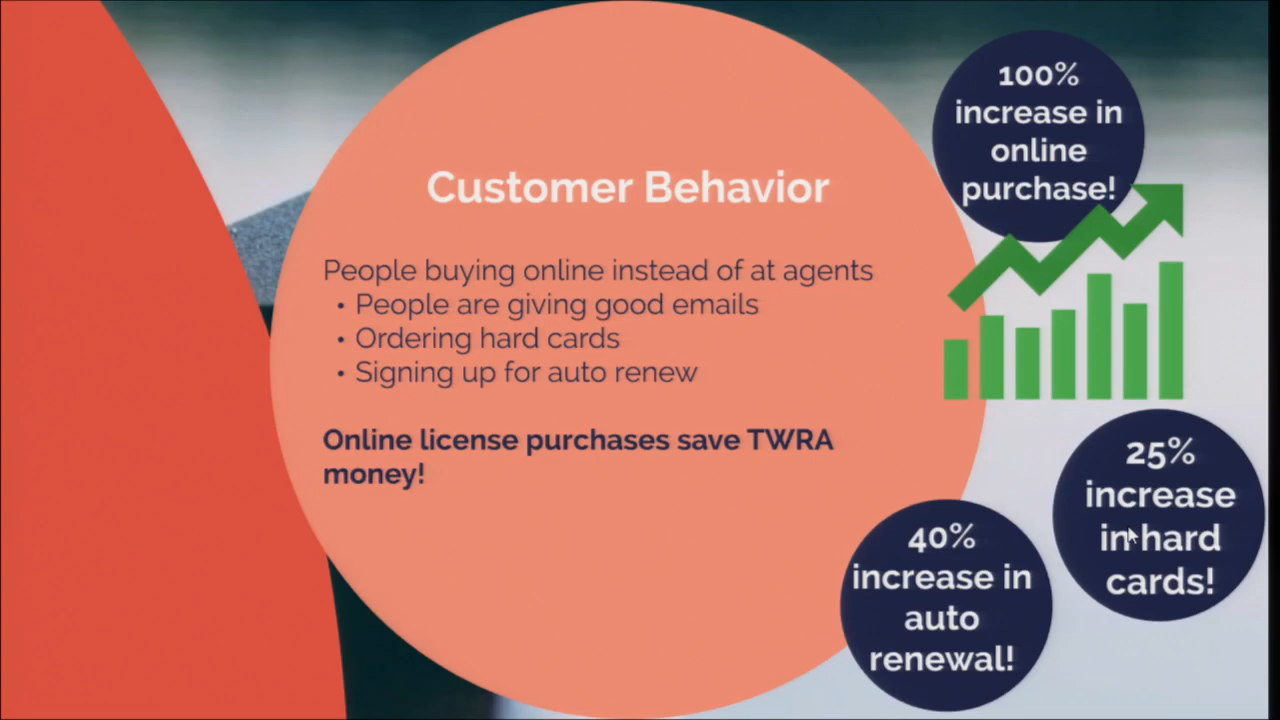 Customer Behavior
People buying online instead of at agents
• People are giving good emails
• Ordering hard cards
• Signing up for auto renew
Online license purchases save TWRA
money!
100%
increase in
online
purchase!
25%
increase
in hard
cards!
40%
increase in
auto
renewal!